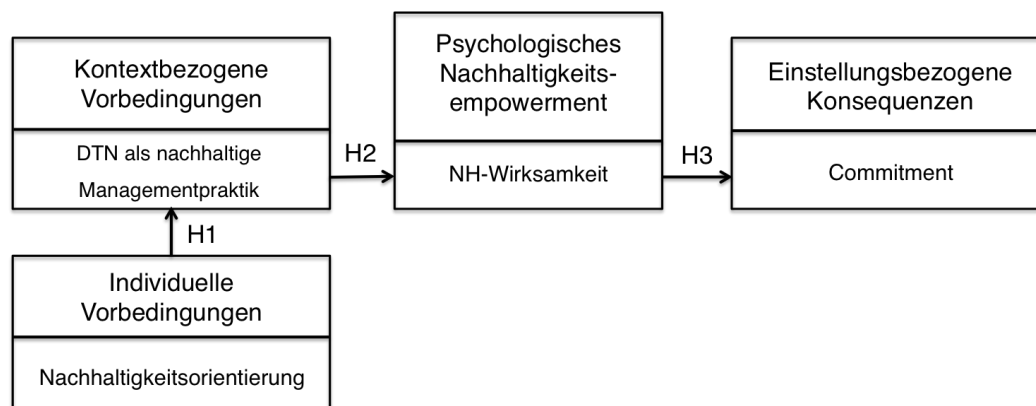 Kontextbezogene
Vorbedingungen
DTN als nachhaltige
Managementpraktik
H1
Individuelle
Vorbedingungen
Nachhaltigkeitsorientierung
H2
Psychologisches
Nachhaltigkeits-
empowerment
NH-Wirksamkeit
H3
Einstellungsbezogene
Konsequenzen
Commitment